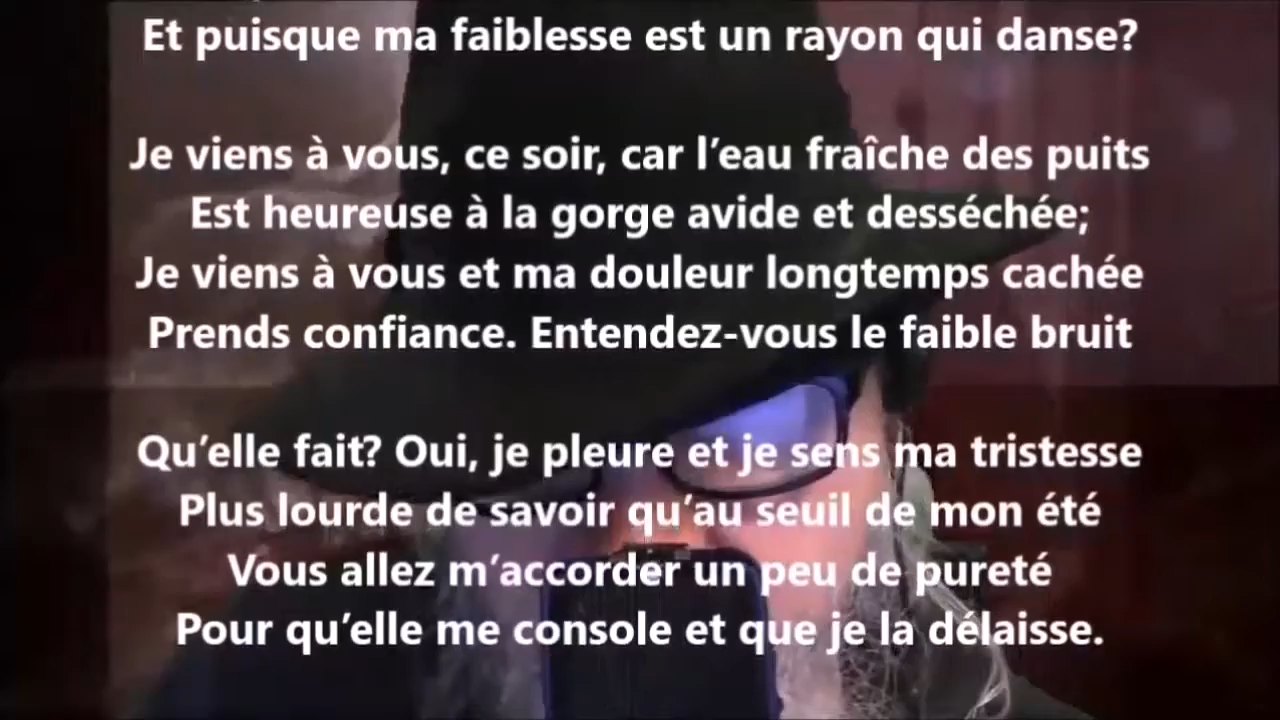 Et puisque ma faiblesse est un rayon qui danse?
Je viens à vous, ce soir, car l’eau fraîche des puits
Est heureuse à la gorge avide et desséchée;
Je viens à vous et ma douleur longtemps cachée
Prends confiance. Entendez-vous le faible bruit
Qu’elle fait? Oui, je pleure et je sens ma tristesse
Plus lourde de savoir qu’au seuil de mon été
Vous allez m’accorder un peu de pureté
Pour qu’elle me console et que je la délaisse.